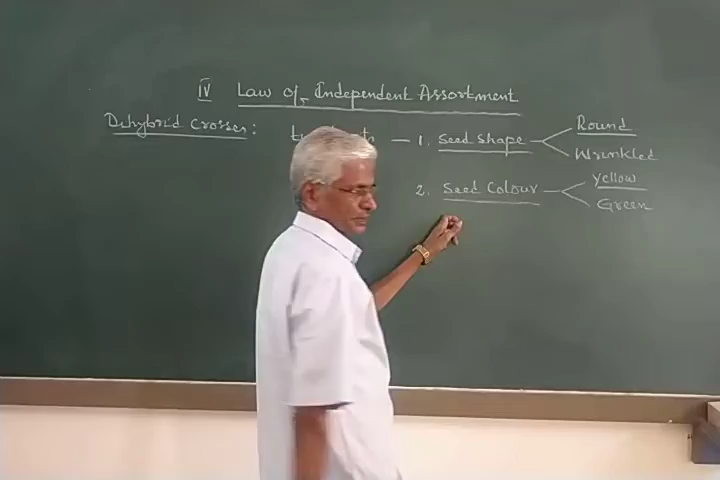 IV Law of Independent Assortment
Dihybrid Crosses: — 1. Seed Shape Round
Wrinkled
2. Seed Colour Yellow
Green